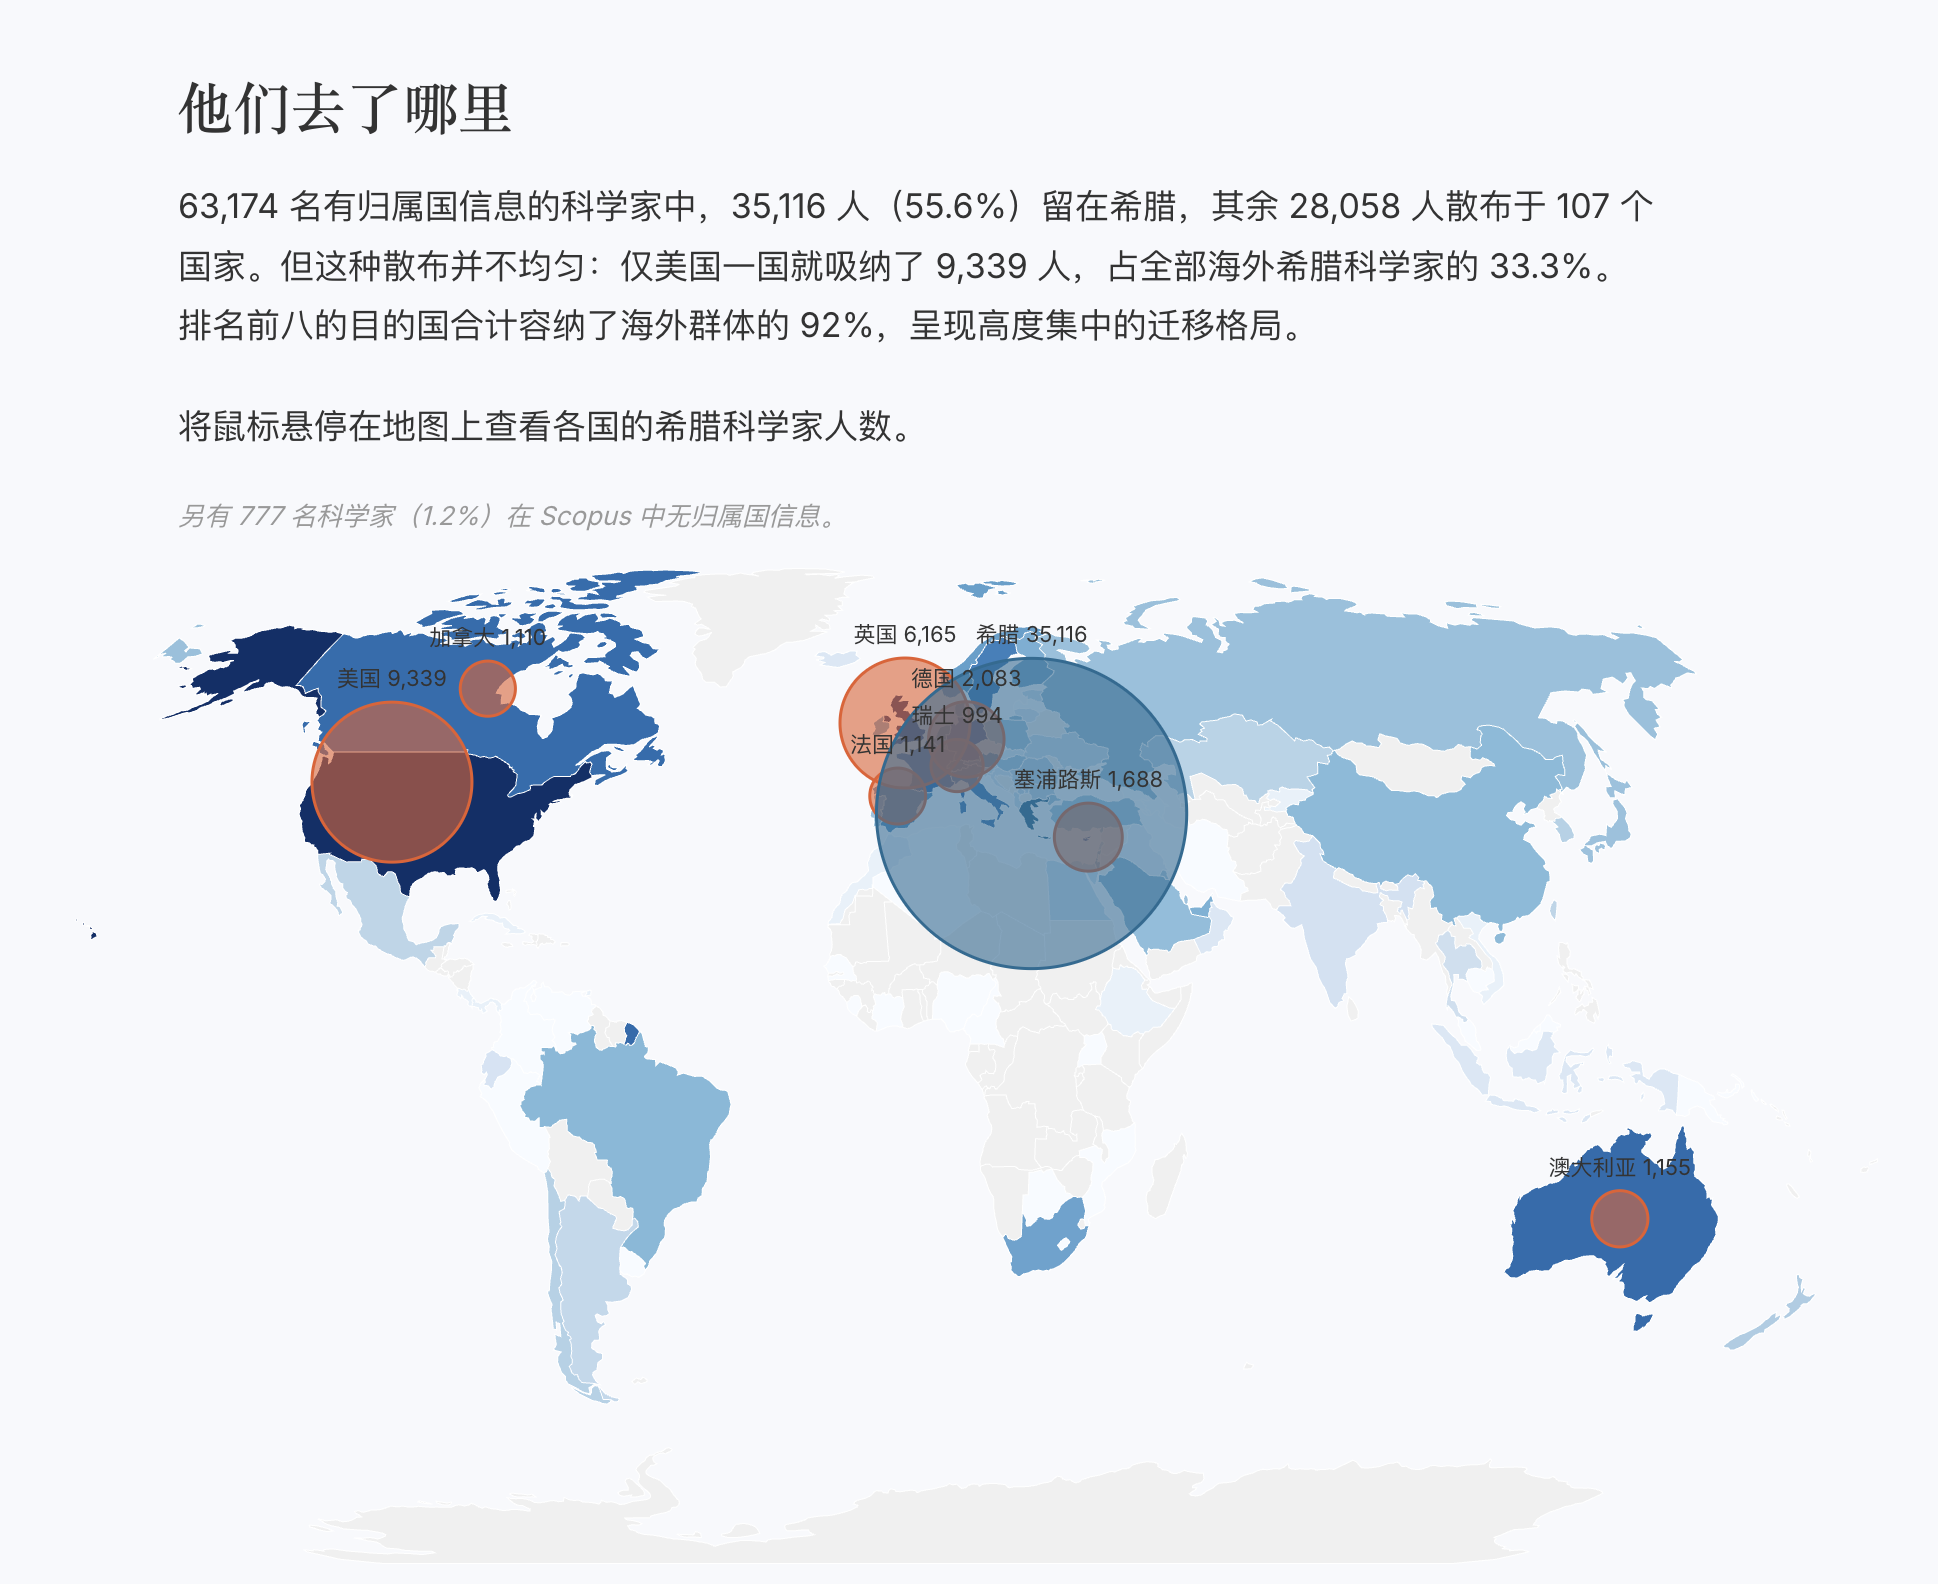 他们去了哪里
63,174 名有归属国信息的科学家中，35,116 人（55.6%）留在希腊，其余 28,058 人散布于 107 个
国家。但这种散布并不均匀：仅美国一国就吸纳了 9,339 人，占全部海外希腊科学家的 33.3%。
排名前八的目的国合计容纳了海外群体的 92%，呈现高度集中的迁移格局。
将鼠标悬停在地图上查看各国的希腊科学家人数。
另有 777 名科学家（1.2%）在 Scopus 中无归属国信息。
加拿大 1,110
英国 6,165
希腊 35,116
美国 9,339
德国 2,083
瑞士 994
法国 1,141
塞浦路斯 1,688
澳大利亚 1,155